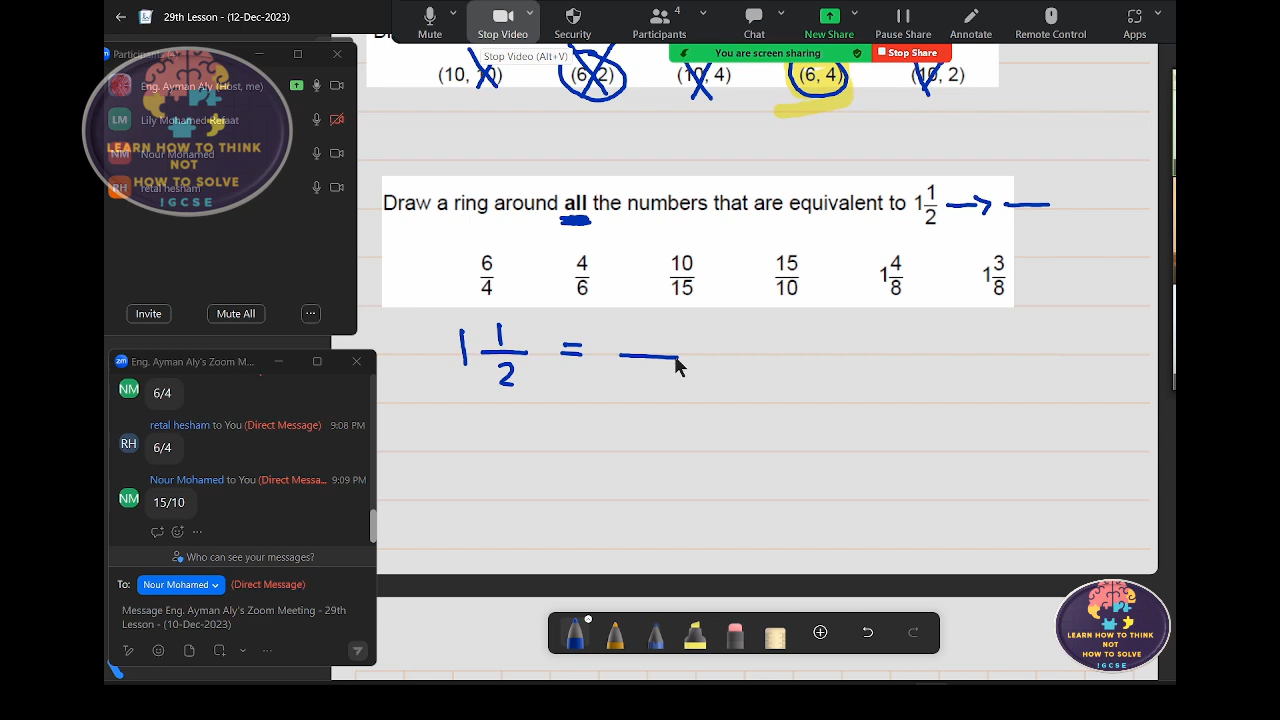 29th Lesson - (12-Dec-2023)
Mute
Stop Video
Security
Participants
4
Chat
New Share
Pause Share
Annotate
Remote Control
Apps
Stop Video (Alt+V)
You are screen sharing
Stop Share
Eng. Ayman Aly (Host, me)
LM Lily Mohamed Refaat
NM Nour Mohamed
RH retal hesham
LEARN HOW TO THINK
NOT
HOW TO SOLVE
!GCSE
Invite
Mute All
(10, 10) (6, 2) (10, 4) (6, 4) (10, 2)
Draw a ring around all the numbers that are equivalent to 1 1/2
6/4 4/6 10/15 15/10 1 4/8 1 3/8
1 1/2 =
zm Eng. Ayman Aly's Zoom M...
NM 6/4
retal hesham to You (Direct Message) 9:08 PM
RH 6/4
Nour Mohamed to You (Direct Messa... 9:09 PM
NM 15/10
Who can see your messages?
To: Nour Mohamed (Direct Message)
Message Eng. Ayman Aly's Zoom Meeting - 29th
Lesson - (10-Dec-2023)
LEARN HOW TO THINK
NOT
HOW TO SOLVE
!GCSE